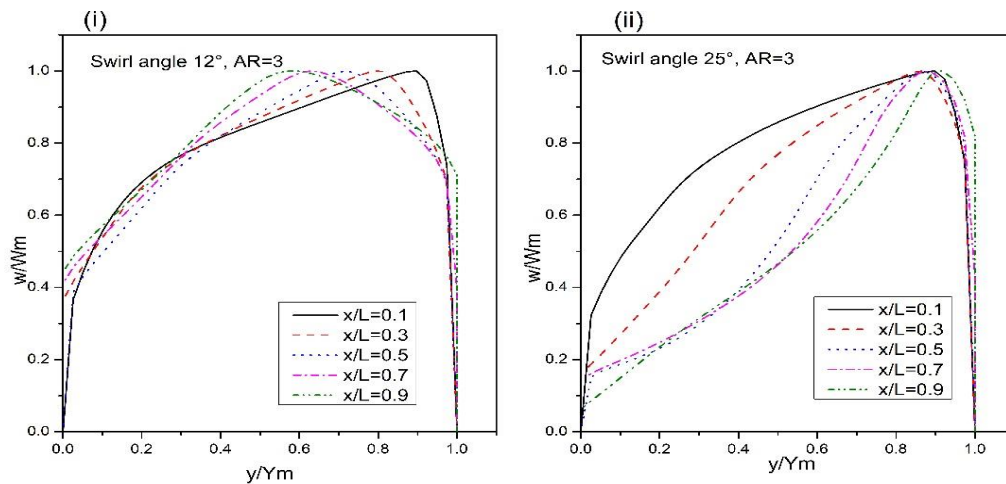 (i)
Swirl angle 12°, AR=3
w/Wm
1.0
0.8
0.6
0.4
0.2
0.0
x/L=0.1
x/L=0.3
x/L=0.5
x/L=0.7
x/L=0.9
0.0 0.2 0.4 0.6 0.8 1.0
y/Ym
(ii)
Swirl angle 25°, AR=3
w/Wm
1.0
0.8
0.6
0.4
0.2
0.0
x/L=0.1
x/L=0.3
x/L=0.5
x/L=0.7
x/L=0.9
0.0 0.2 0.4 0.6 0.8 1.0
y/Ym